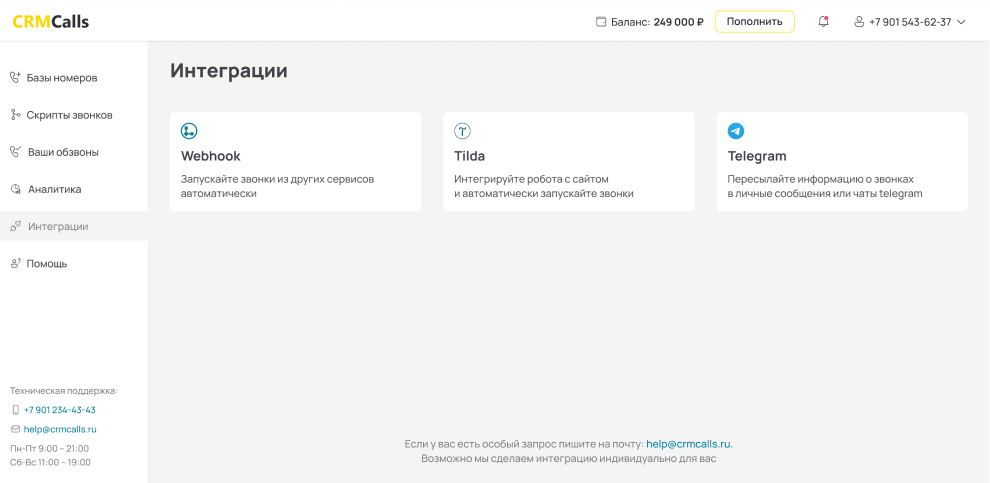 CRMCalls
Баланс: 249 000 ₽
Пополнить
+7 901 543-62-37
Базы номеров
Скрипты звонков
Ваши обзвоны
Аналитика
Интеграции
Помощь
Техническая поддержка:
+7 901 234-43-43
help@crmcalls.ru
Пн-Пт 9:00 – 21:00
Сб-Вс 11:00 – 19:00
Интеграции
Webhook
Запускайте звонки из других сервисов
автоматически
Tilda
Интегрируйте робота с сайтом
и автоматически запускайте звонки
Telegram
Пересылайте информацию о звонках
в личные сообщения или чаты telegram
Если у вас есть особый запрос пишите на почту: help@crmcalls.ru.
Возможно мы сделаем интеграцию индивидуально для вас